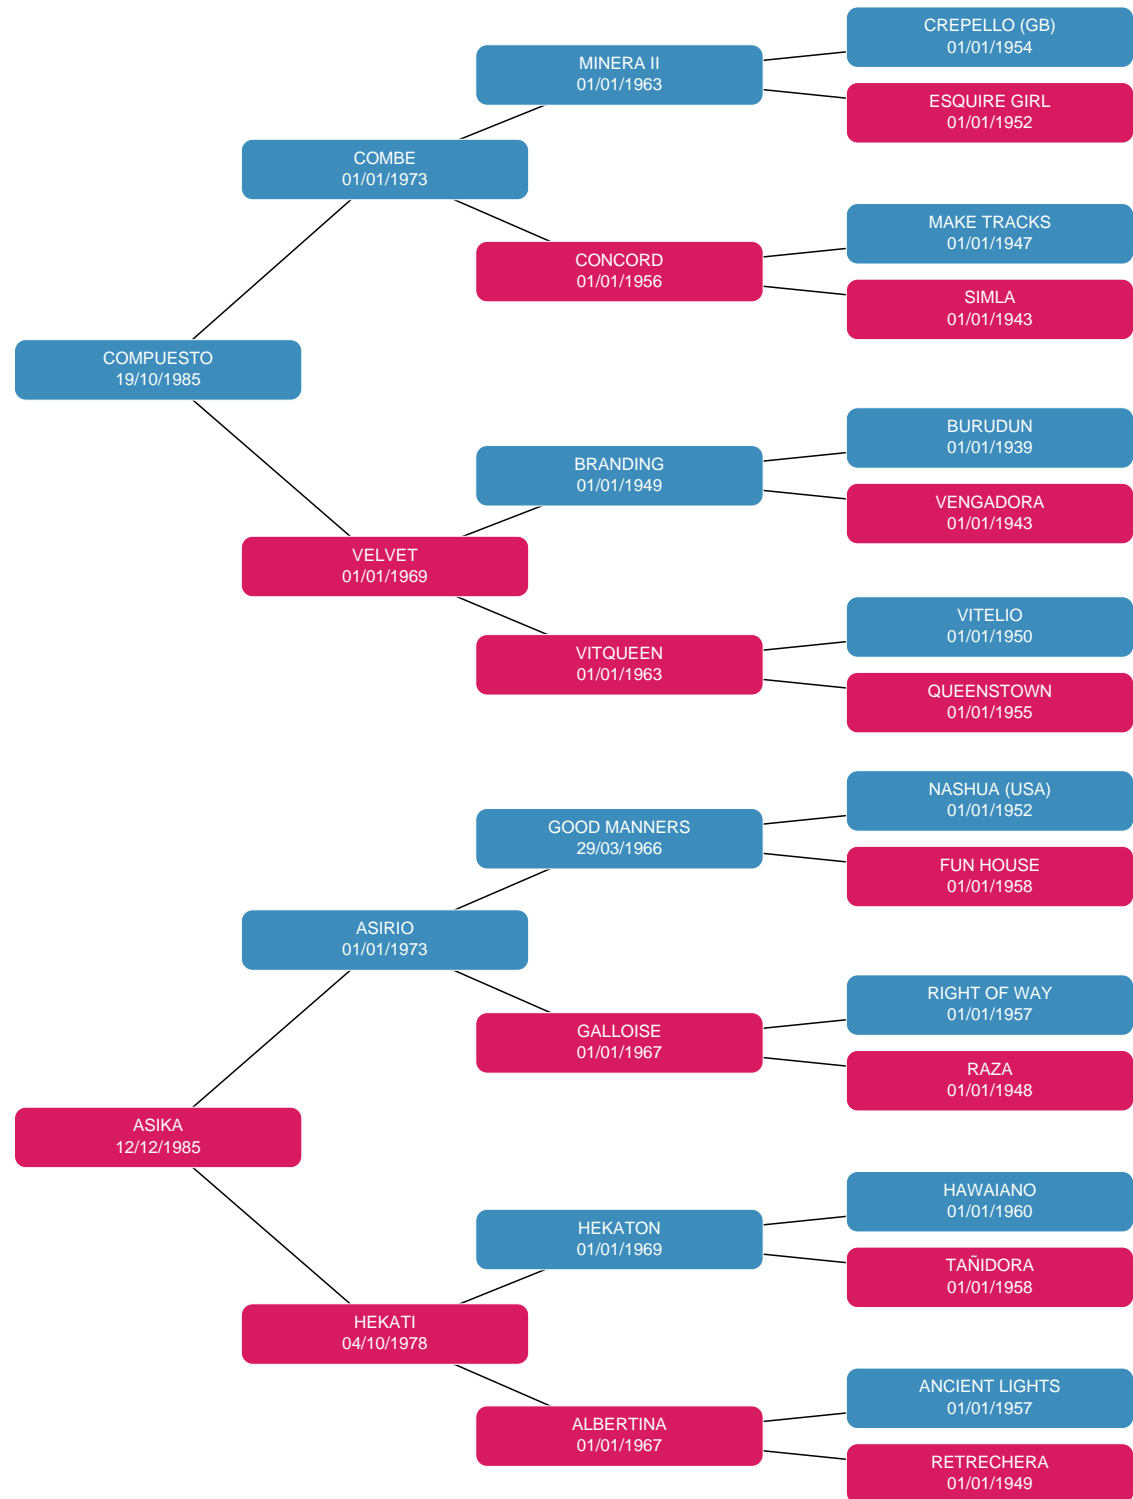 CREPELLO (GB)
01/01/1954
MINERA II
01/01/1963
ESQUIRE GIRL
01/01/1952
COMBE
01/01/1973
MAKE TRACKS
01/01/1947
CONCORD
01/01/1956
SIMLA
01/01/1943
COMPUESTO
19/10/1985
BURUDUN
01/01/1939
BRANDING
01/01/1949
VENGADORA
01/01/1943
VELVET
01/01/1969
VITELIO
01/01/1950
VITQUEEN
01/01/1963
QUEENSTOWN
01/01/1955
NASHUA (USA)
01/01/1952
GOOD MANNERS
29/03/1966
FUN HOUSE
01/01/1958
ASIRIO
01/01/1973
RIGHT OF WAY
01/01/1957
GALLOISE
01/01/1967
RAZA
01/01/1948
ASIKA
12/12/1985
HAWAIANO
01/01/1960
HEKATON
01/01/1969
TAÑIDORA
01/01/1958
HEKATI
04/10/1978
ANCIENT LIGHTS
01/01/1957
ALBERTINA
01/01/1967
RETRECHERA
01/01/1949